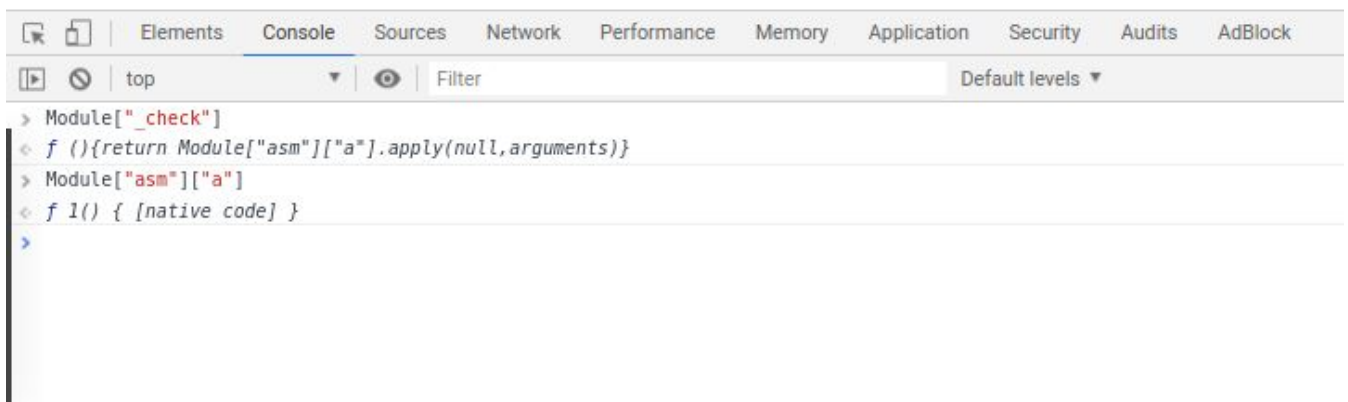 Elements Console Sources Network Performance Memory Application Security Audits AdBlock
top ▼ Filter Default levels ▼
> Module["_check"]
< f (){return Module["asm"]["a"].apply(null,arguments)}
> Module["asm"]["a"]
< f 1() { [native code] }
>